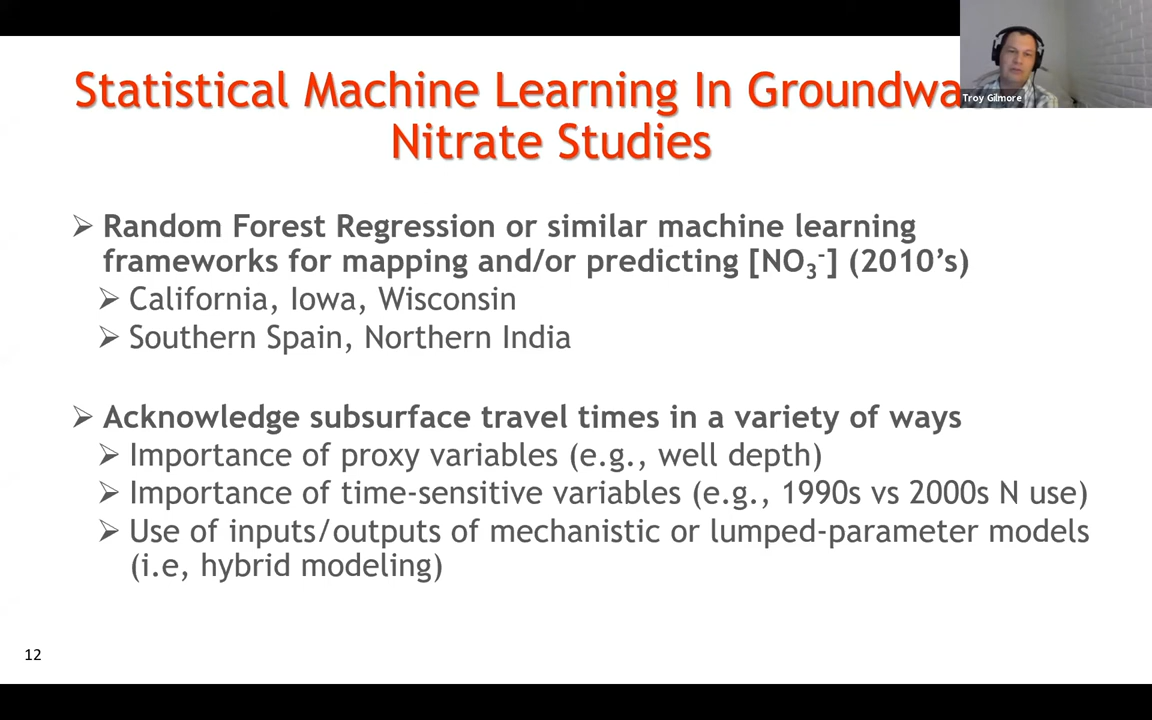 Statistical Machine Learning In Groundwa
Nitrate Studies
Troy Gilmore
➢ Random Forest Regression or similar machine learning
frameworks for mapping and/or predicting [NO₃⁻] (2010’s)
➢ California, Iowa, Wisconsin
➢ Southern Spain, Northern India
➢ Acknowledge subsurface travel times in a variety of ways
➢ Importance of proxy variables (e.g., well depth)
➢ Importance of time-sensitive variables (e.g., 1990s vs 2000s N use)
➢ Use of inputs/outputs of mechanistic or lumped-parameter models
(i.e, hybrid modeling)
12